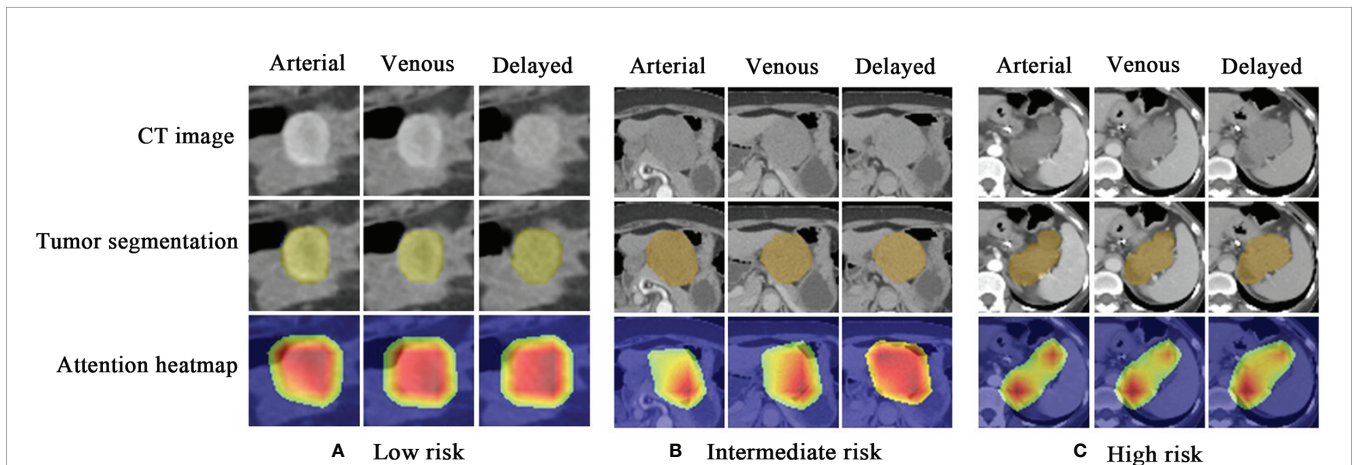 Arterial Venous Delayed Arterial Venous Delayed Arterial Venous Delayed
CT image
Tumor segmentation
Attention heatmap
A Low risk B Intermediate risk C High risk